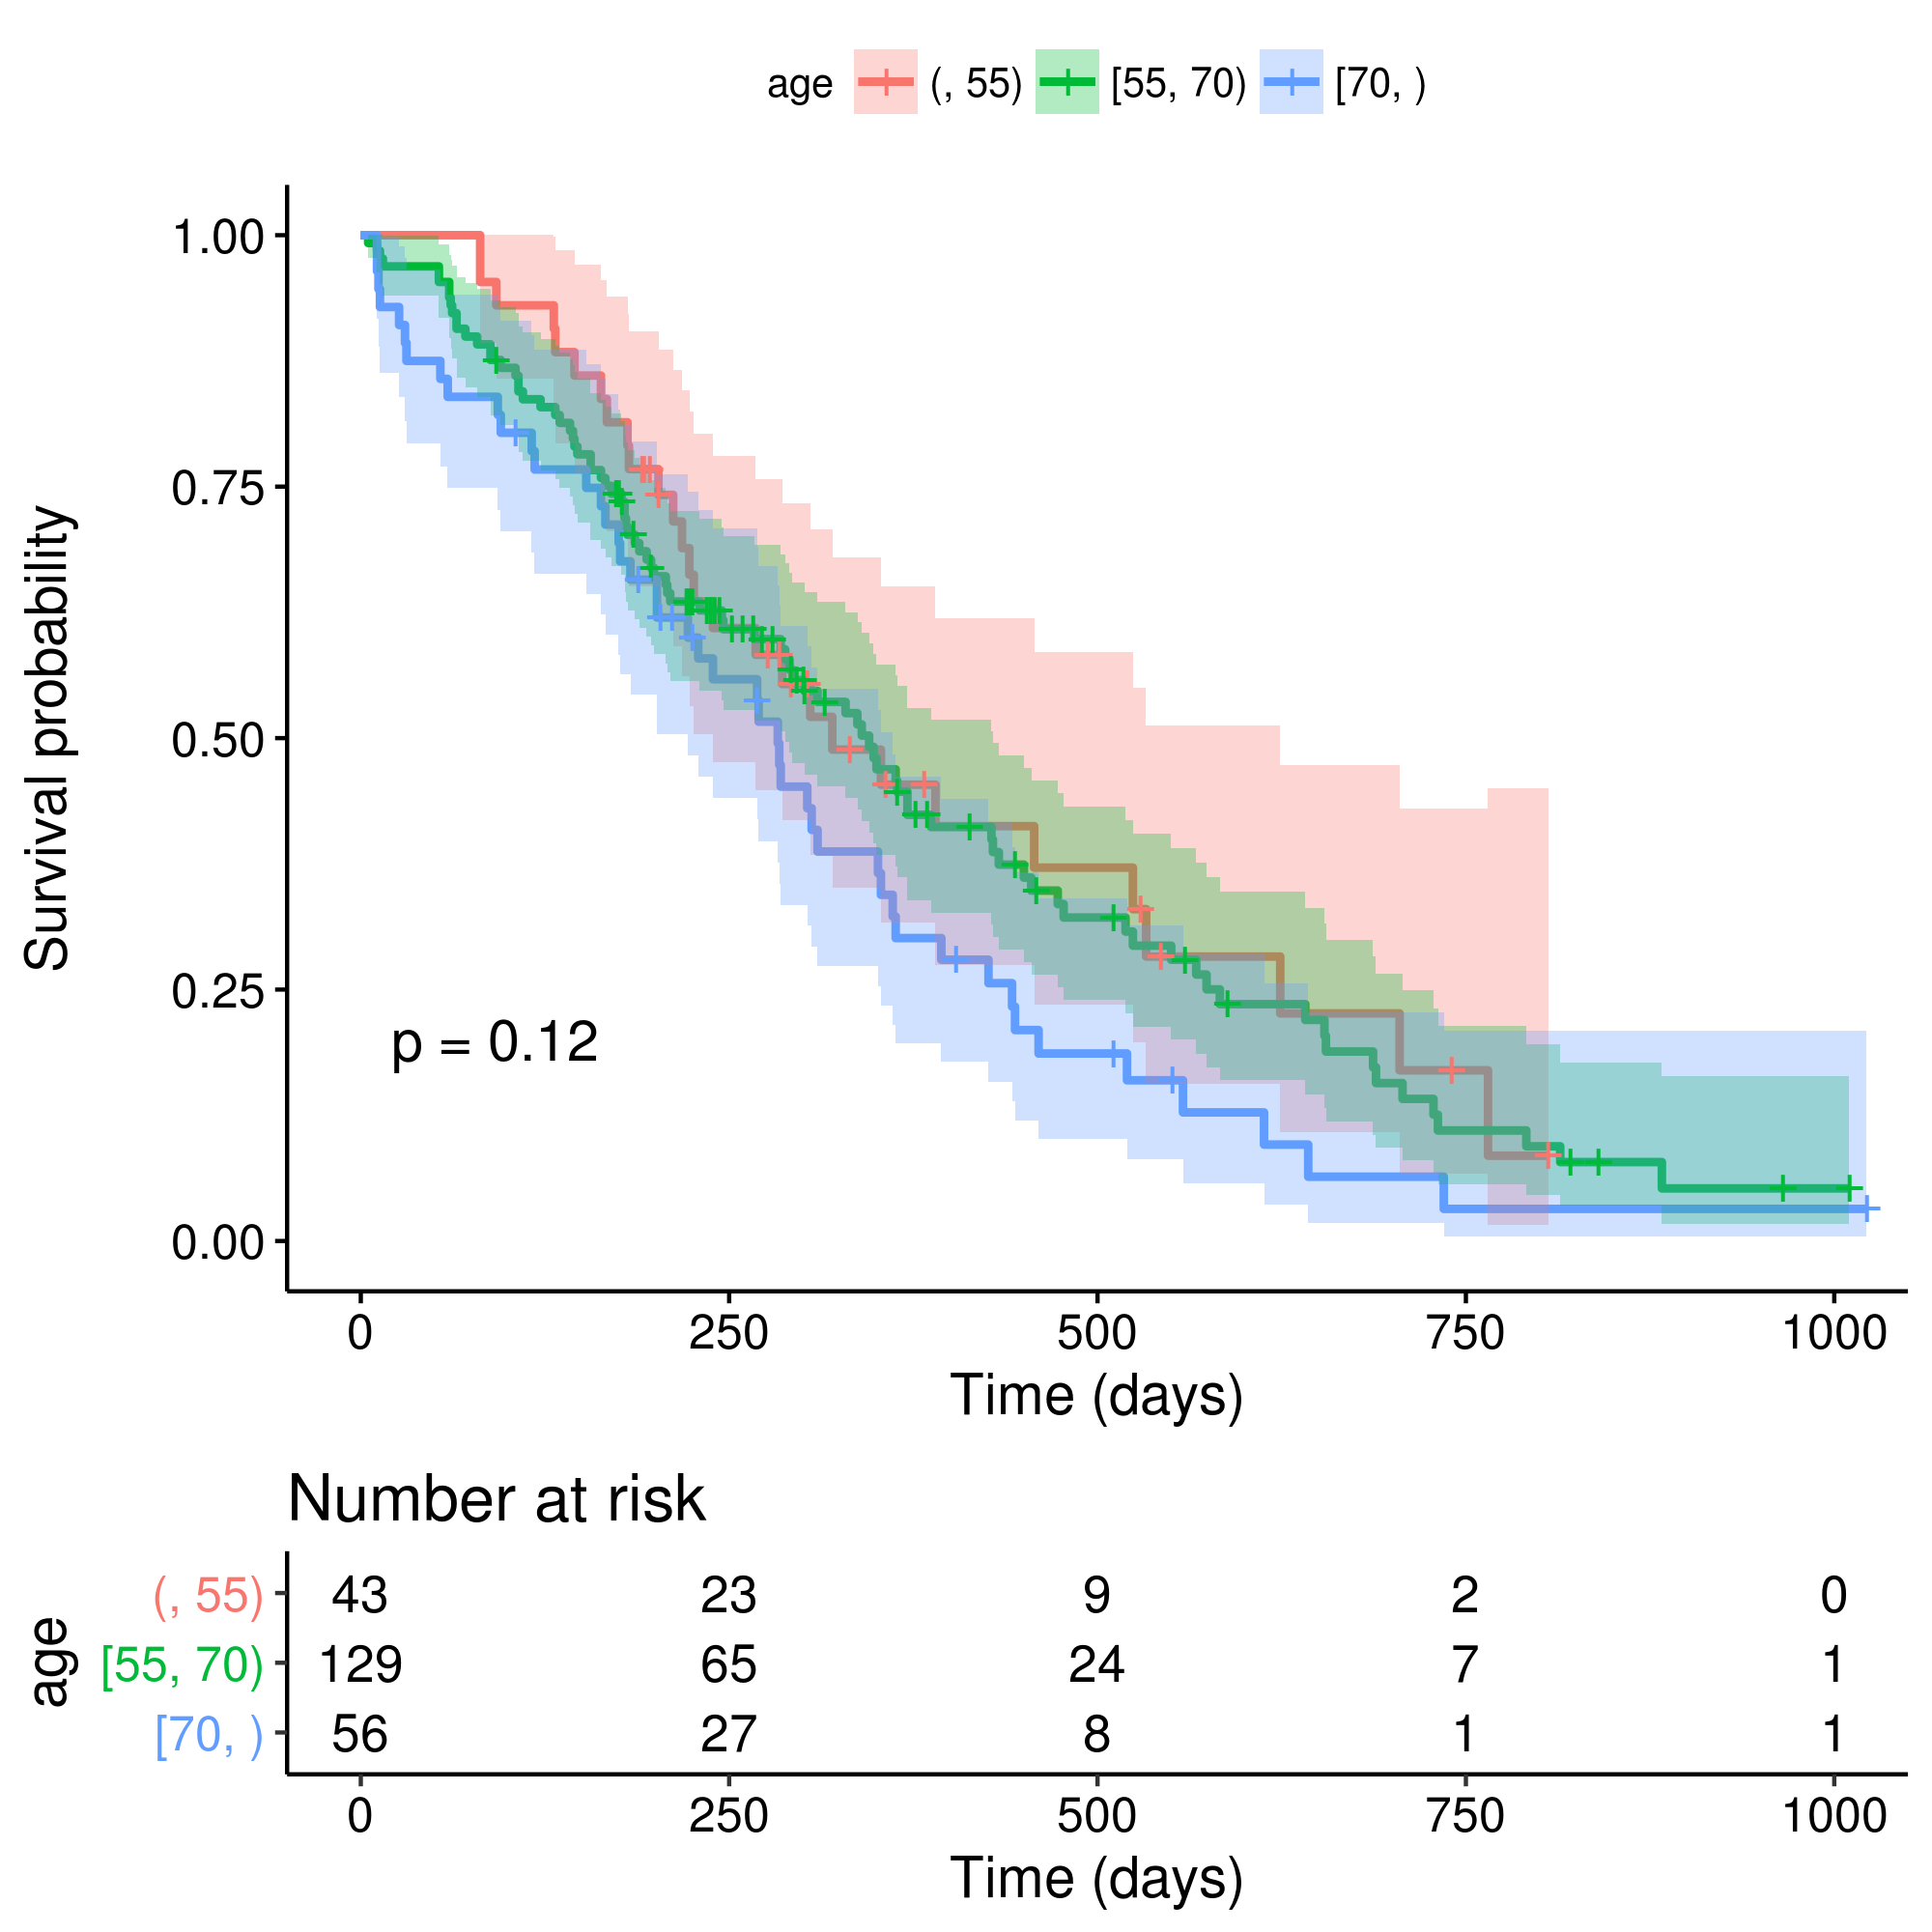 age (, 55) [55, 70) [70, )
Survival probability
1.00
0.75
0.50
0.25
0.00
p = 0.12
0 250 500 750 1000
Time (days)
Number at risk
age
(, 55) 43 23 9 2 0
[55, 70) 129 65 24 7 1
[70, ) 56 27 8 1 1
0 250 500 750 1000
Time (days)